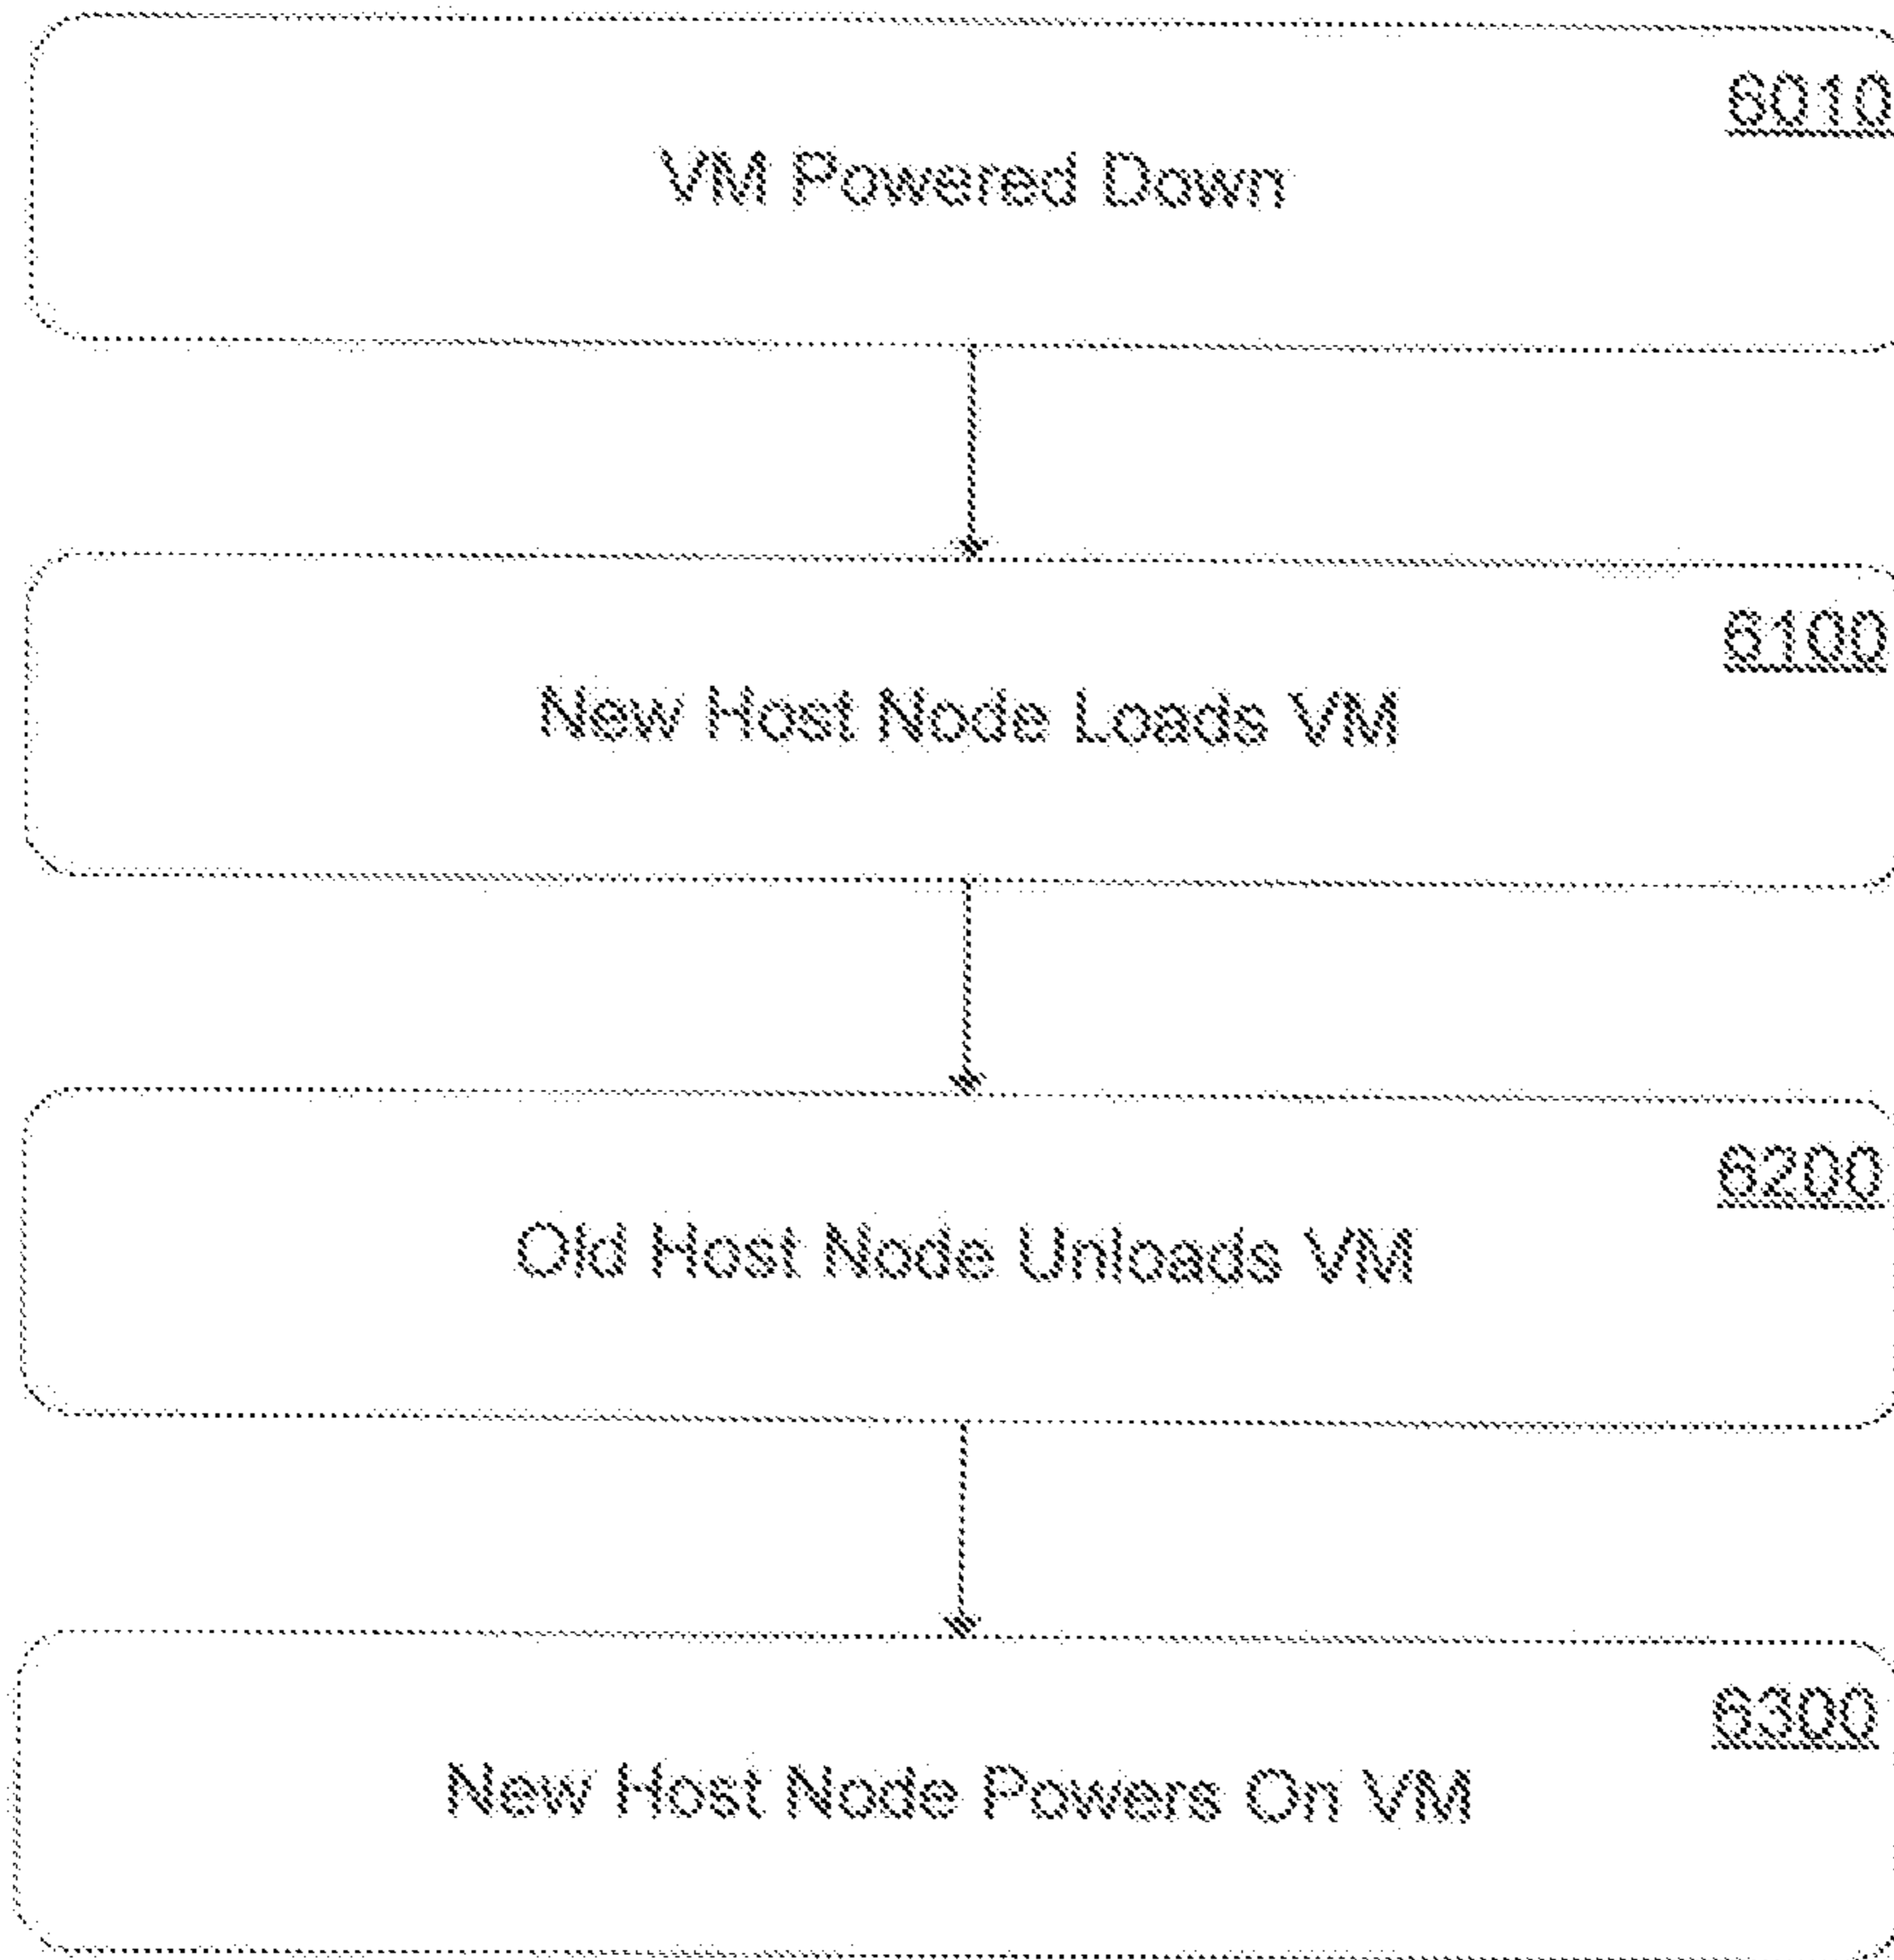 6010
VM Powered Down
6100
New Host Node Loads VM
6200
Old Host Node Unloads VM
6300
New Host Node Powers On VM